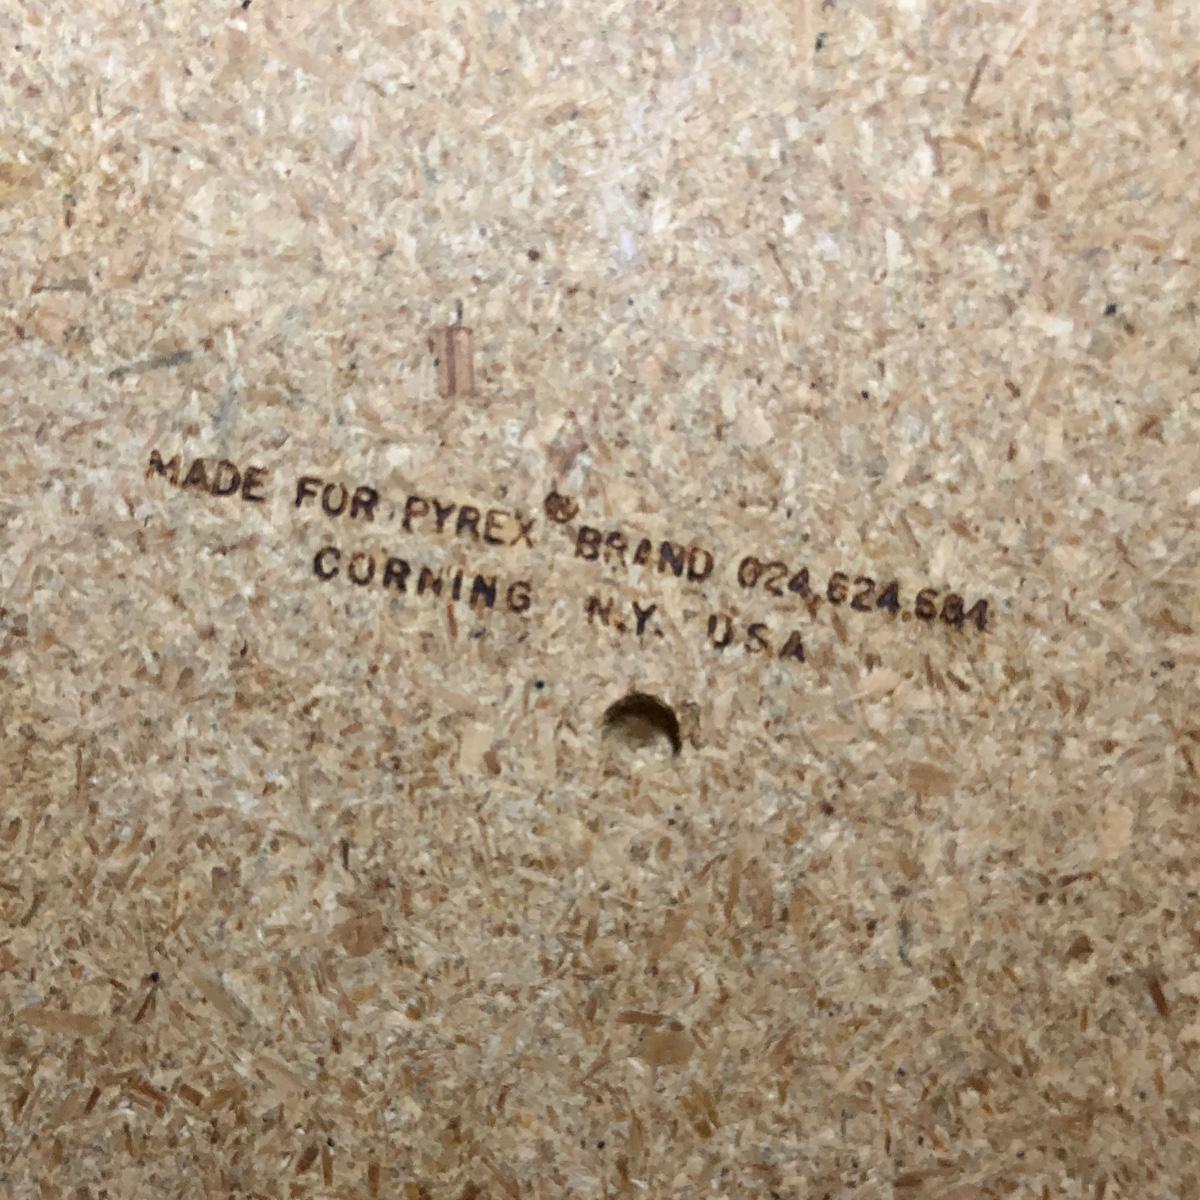 MADE FOR PYREX® BRAND 024,624,684
CORNING N.Y. USA